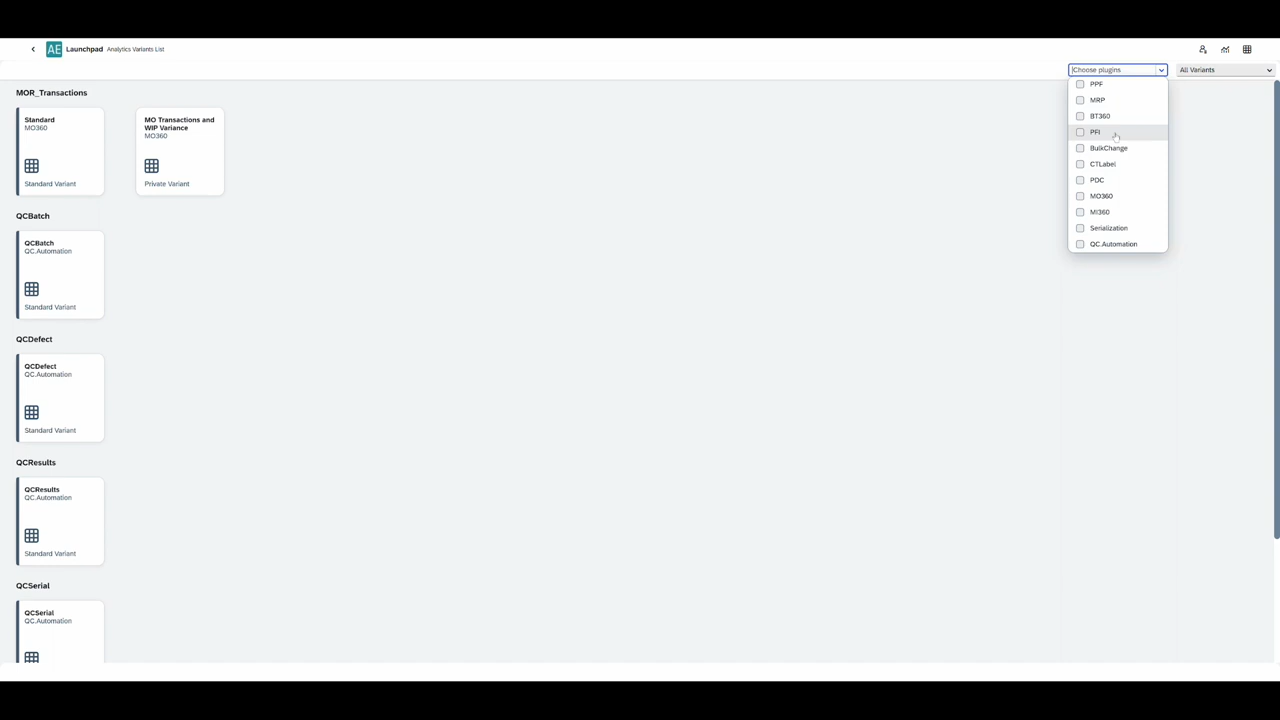 AE Launchpad Analytics Variants List
Choose plugins
All Variants
PPF
MRP
BT360
PFI
BulkChange
CTLabel
PDC
MO360
MI360
Serialization
QC.Automation
MOR_Transactions
Standard
MO360
Standard Variant
MO Transactions and
WIP Variance
MO360
Private Variant
QCBatch
QCBatch
QC.Automation
Standard Variant
QCDefect
QCDefect
QC.Automation
Standard Variant
QCResults
QCResults
QC.Automation
Standard Variant
QCSerial
QCSerial
QC.Automation